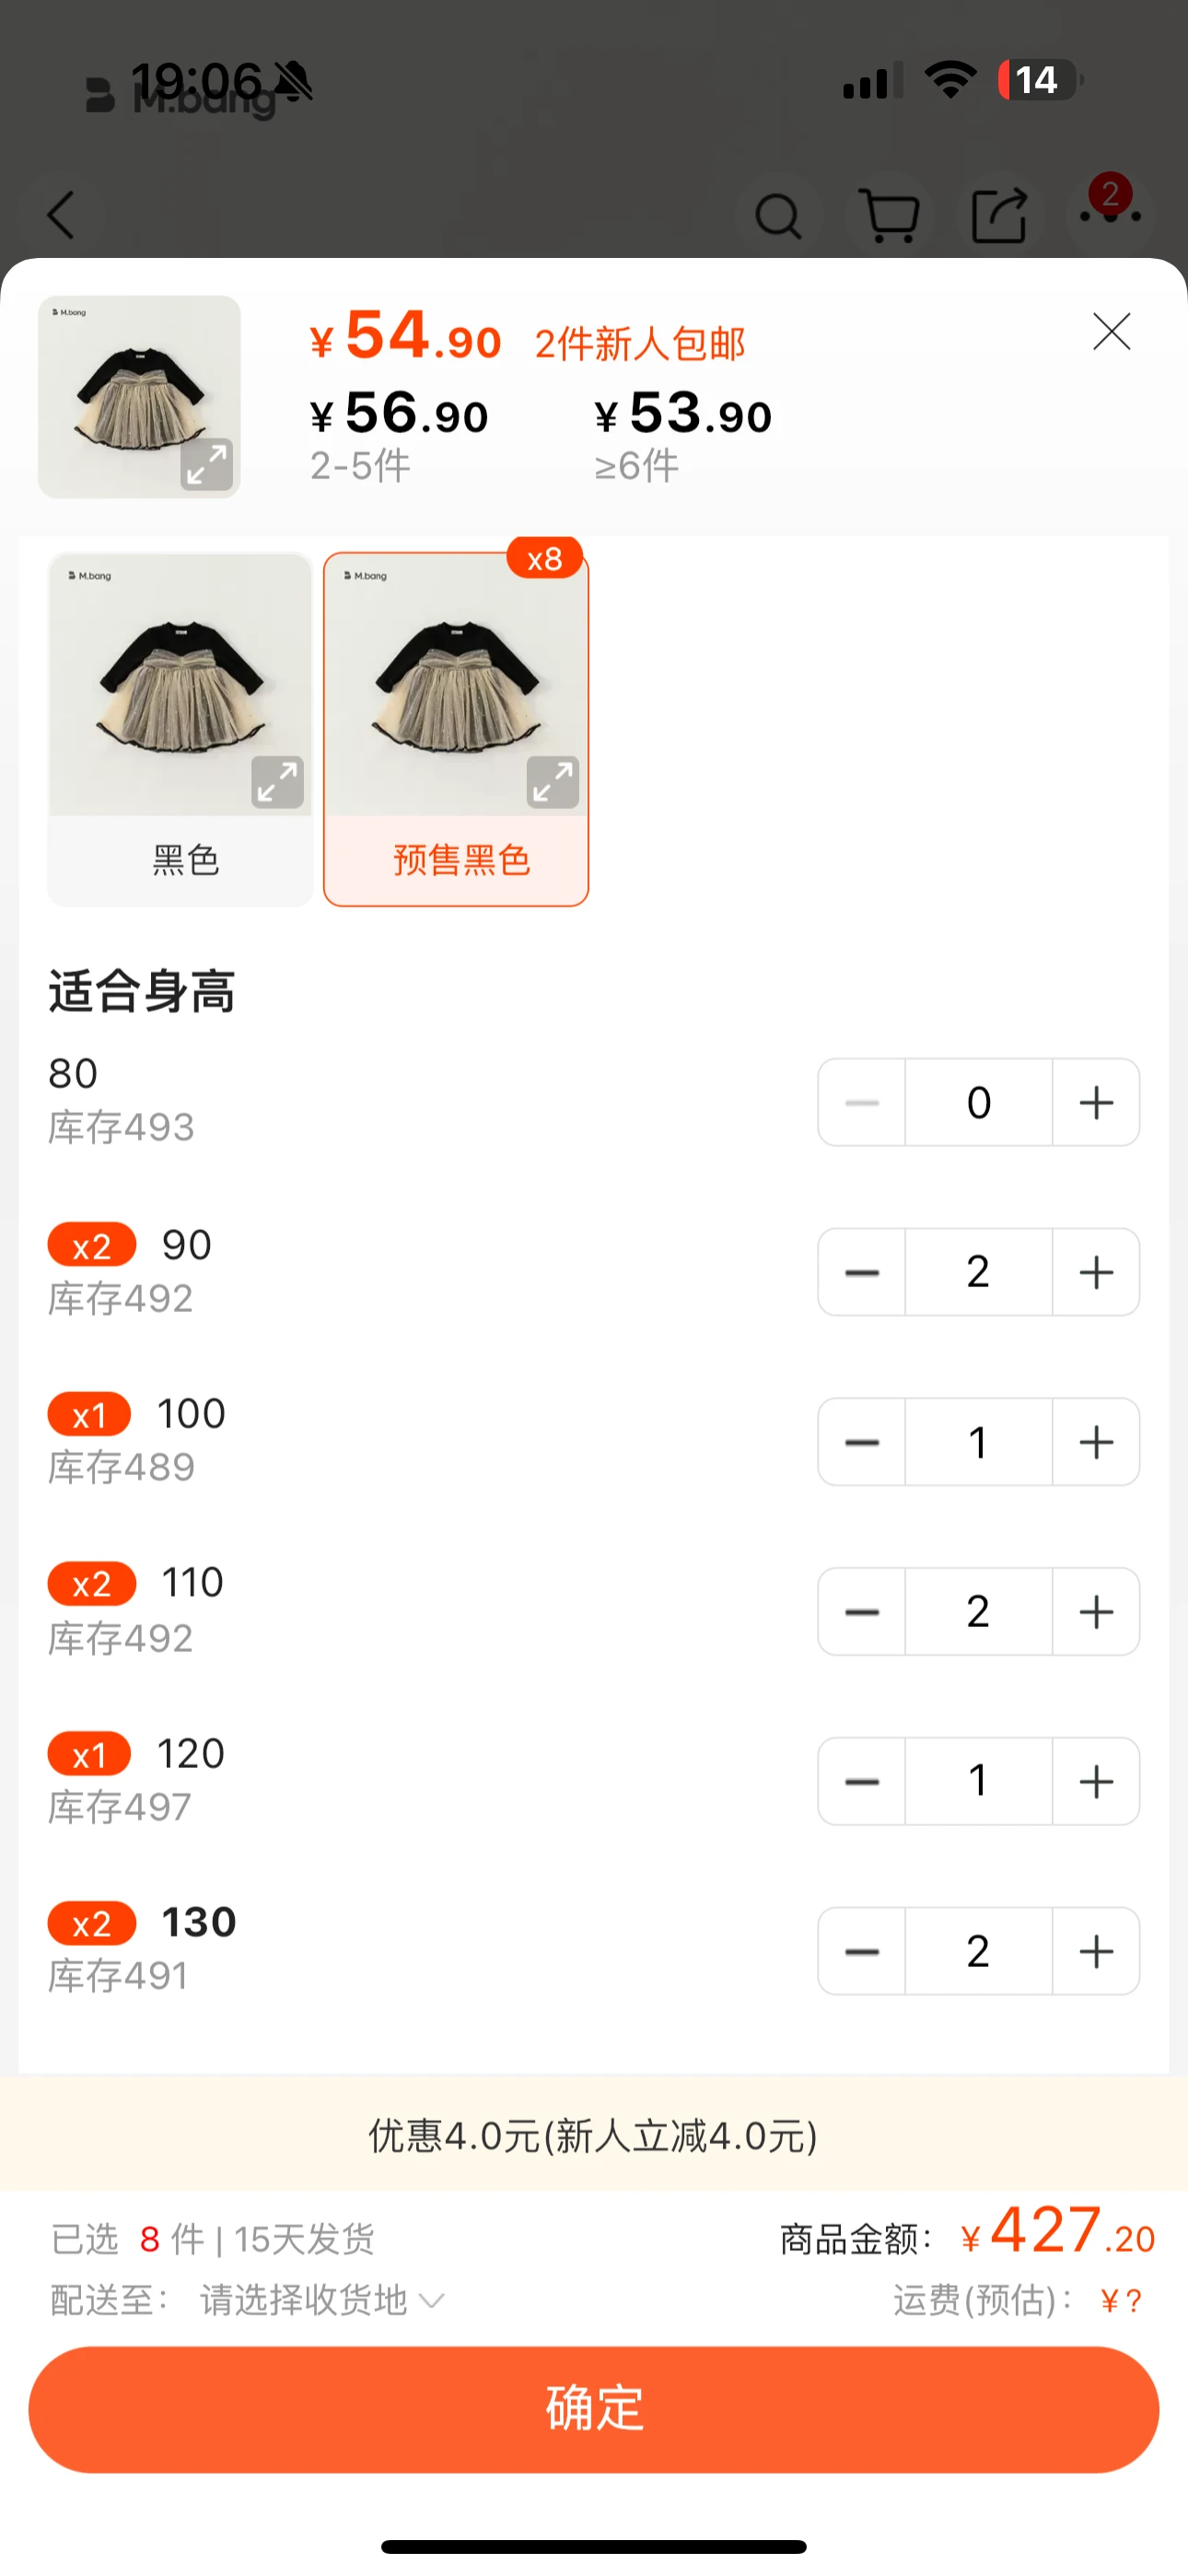 19:06
M.bang
14
2
M.bang
¥54.90 2件新人包邮
¥56.90 ¥53.90
2-5件 ≥6件
x8
M.bang
M.bang
黑色
预售黑色
适合身高
80
库存493
0
x2 90
库存492
2
x1 100
库存489
1
x2 110
库存492
2
x1 120
库存497
1
x2 130
库存491
2
优惠4.0元(新人立减4.0元)
已选 8 件 | 15天发货
商品金额: ¥427.20
配送至: 请选择收货地
运费(预估): ¥?
确定